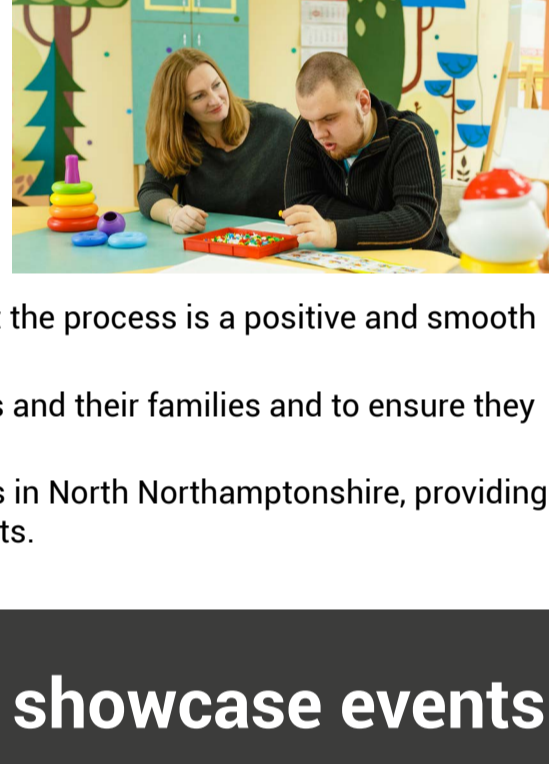 the process is a positive and smooth
and their families and to ensure they
in North Northamptonshire, providing
ts.
showcase events